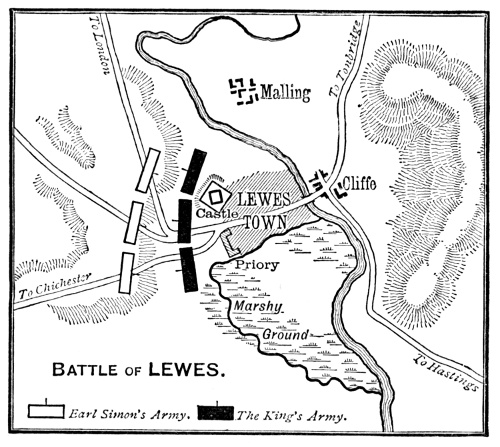 To London
To Tonbridge
Malling
Cliffe
LEWES
TOWN
Castle
Priory
To Chichester
Marshy
Ground
To Hastings
BATTLE OF LEWES.
Earl Simon's Army. The King's Army.